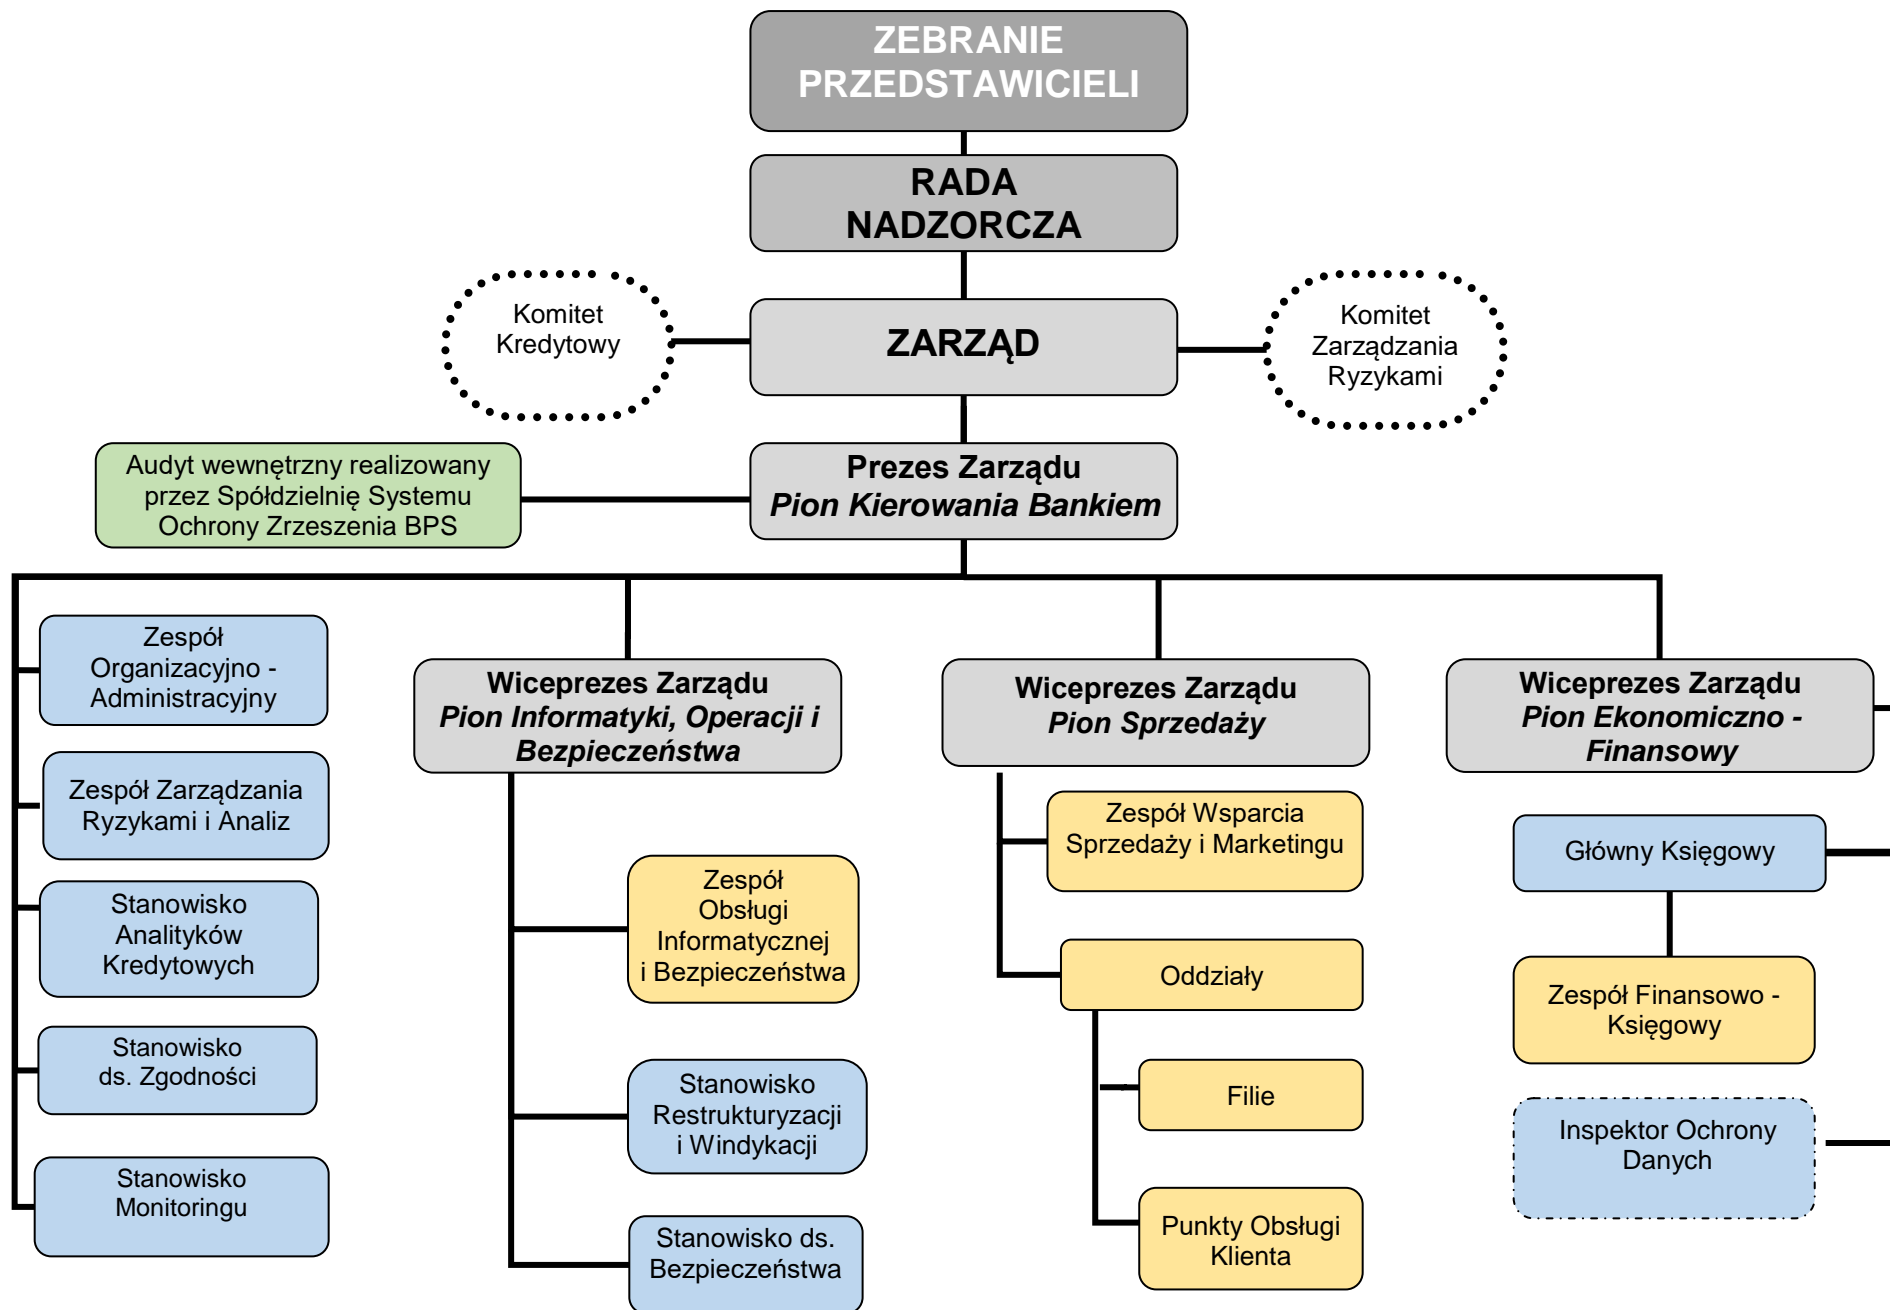 ZEBRANIE
PRZEDSTAWICIELI
RADA
NADZORCZA
Komitet
Kredytowy
ZARZĄD
Komitet
Zarządzania
Ryzykami
Audyt wewnętrzny realizowany
przez Spółdzielnię Systemu
Ochrony Zrzeszenia BPS
Prezes Zarządu
Pion Kierowania Bankiem
Zespół
Organizacyjno -
Administracyjny
Zespół Zarządzania
Ryzykami i Analiz
Stanowisko
Analityków
Kredytowych
Stanowisko
ds. Zgodności
Stanowisko
Monitoringu
Wiceprezes Zarządu
Pion Informatyki, Operacji i
Bezpieczeństwa
Zespół
Obsługi
Informatycznej
i Bezpieczeństwa
Stanowisko
Restrukturyzacji
i Windykacji
Stanowisko ds.
Bezpieczeństwa
Wiceprezes Zarządu
Pion Sprzedaży
Zespół Wsparcia
Sprzedaży i Marketingu
Oddziały
Filie
Punkty Obsługi
Klienta
Wiceprezes Zarządu
Pion Ekonomiczno -
Finansowy
Główny Księgowy
Zespół Finansowo -
Księgowy
Inspektor Ochrony
Danych